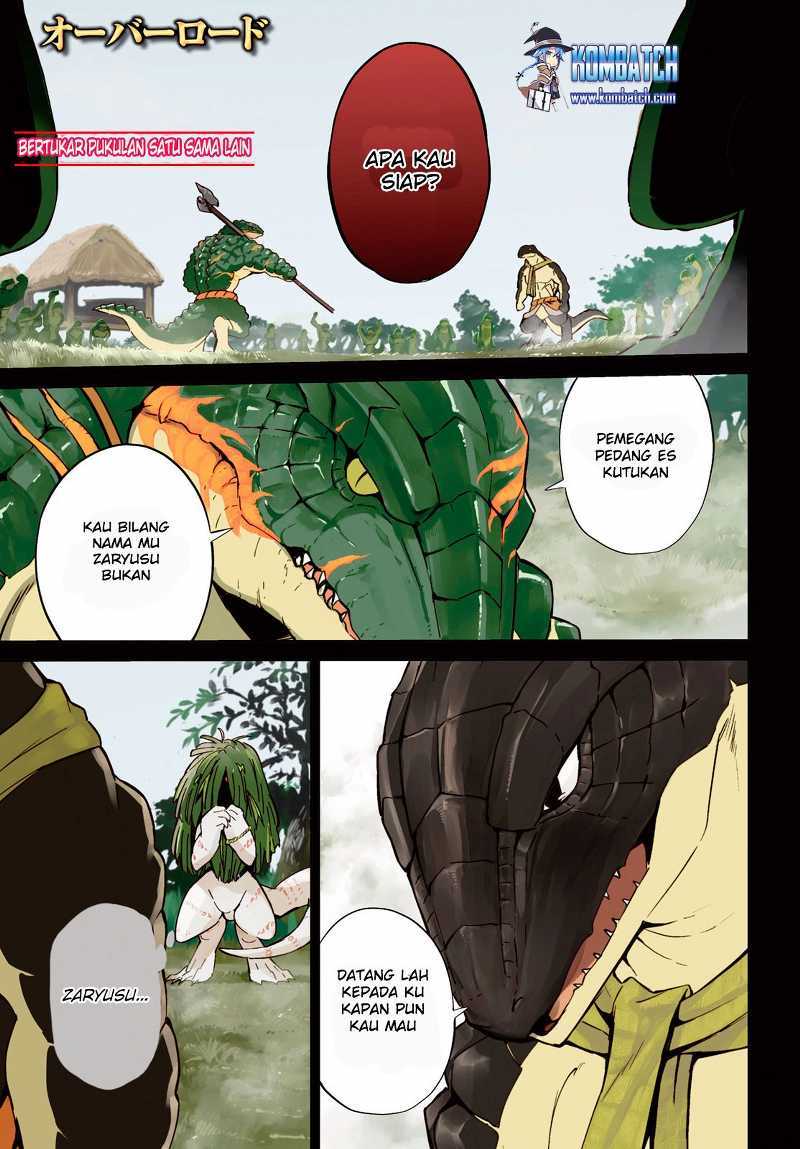 オーバーロード
KOMBATCH
www.kombatch.com
BERTUKAR PUKULAN SATU SAMA LAIN
APA KAU
SIAP?
PEMEGANG
PEDANG ES
KUTUKAN
KAU BILANG
NAMA MU
ZARYUSU
BUKAN
DATANG LAH
KEPADA KU
KAPAN PUN
KAU MAU
ZARYUSU...